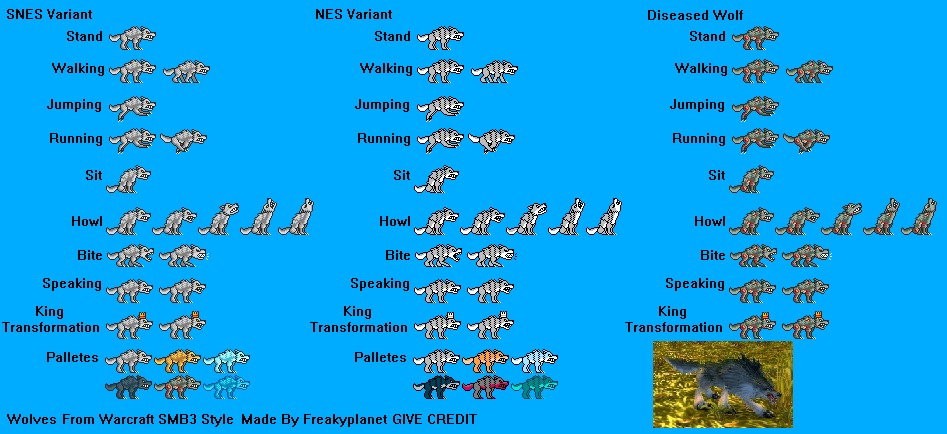 SNES Variant
Stand
Walking
Jumping
Running
Sit
Howl
Bite
Speaking
King
Transformation
Palletes
NES Variant
Stand
Walking
Jumping
Running
Sit
Howl
Bite
Speaking
King
Transformation
Palletes
Diseased Wolf
Stand
Walking
Jumping
Running
Sit
Howl
Bite
Speaking
King
Transformation
Wolves From Warcraft SMB3 Style Made By Freakyplanet GIVE CREDIT